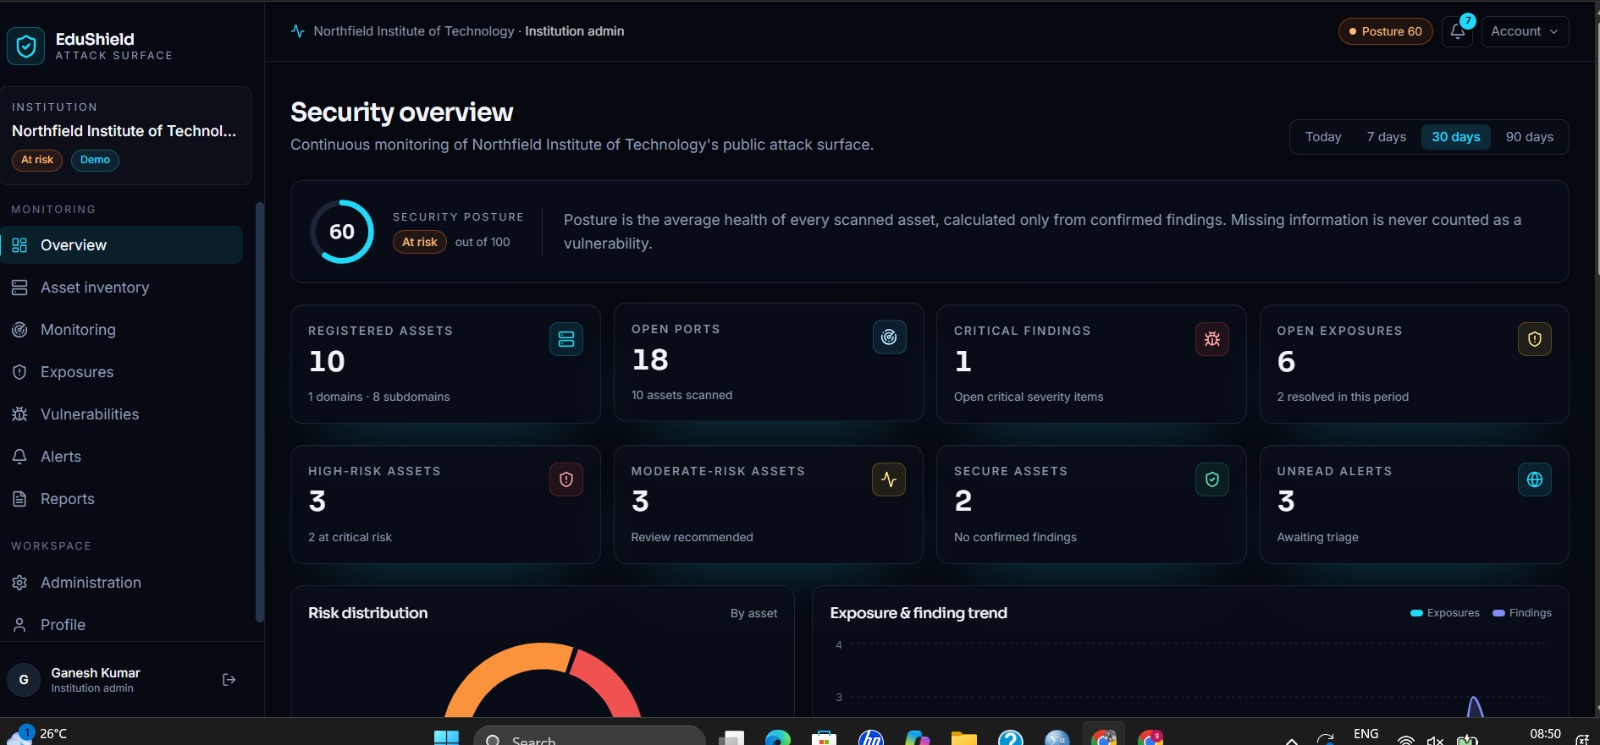 EduShield
ATTACK SURFACE
INSTITUTION
Northfield Institute of Technol...
At risk
Demo
MONITORING
Overview
Asset inventory
Monitoring
Exposures
Vulnerabilities
Alerts
Reports
WORKSPACE
Administration
Profile
G
Ganesh Kumar
Institution admin
Northfield Institute of Technology · Institution admin
Posture 60
7
Account
Security overview
Continuous monitoring of Northfield Institute of Technology's public attack surface.
Today 7 days 30 days 90 days
60
SECURITY POSTURE
At risk out of 100
Posture is the average health of every scanned asset, calculated only from confirmed findings. Missing information is never counted as a
vulnerability.
REGISTERED ASSETS
10
1 domains · 8 subdomains
OPEN PORTS
18
10 assets scanned
CRITICAL FINDINGS
1
Open critical severity items
OPEN EXPOSURES
6
2 resolved in this period
HIGH-RISK ASSETS
3
2 at critical risk
MODERATE-RISK ASSETS
3
Review recommended
SECURE ASSETS
2
No confirmed findings
UNREAD ALERTS
3
Awaiting triage
Risk distribution
By asset
Exposure & finding trend
Exposures Findings
4
3
1
26°C
Search
hp
ENG
08:50